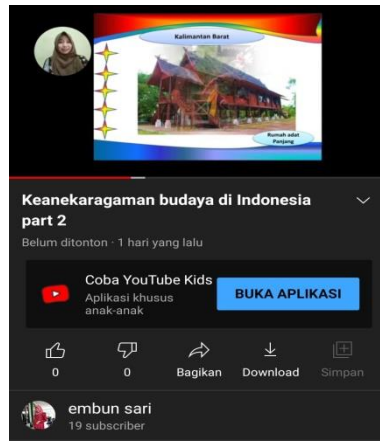 Kalimantan Barat
Rumah adat
Panjang
Keanekaragaman budaya di Indonesia
part 2
Belum ditonton · 1 hari yang lalu
Coba YouTube Kids
Aplikasi khusus
anak-anak
BUKA APLIKASI
0 0 Bagikan Download Simpan
embun sari
19 subscriber